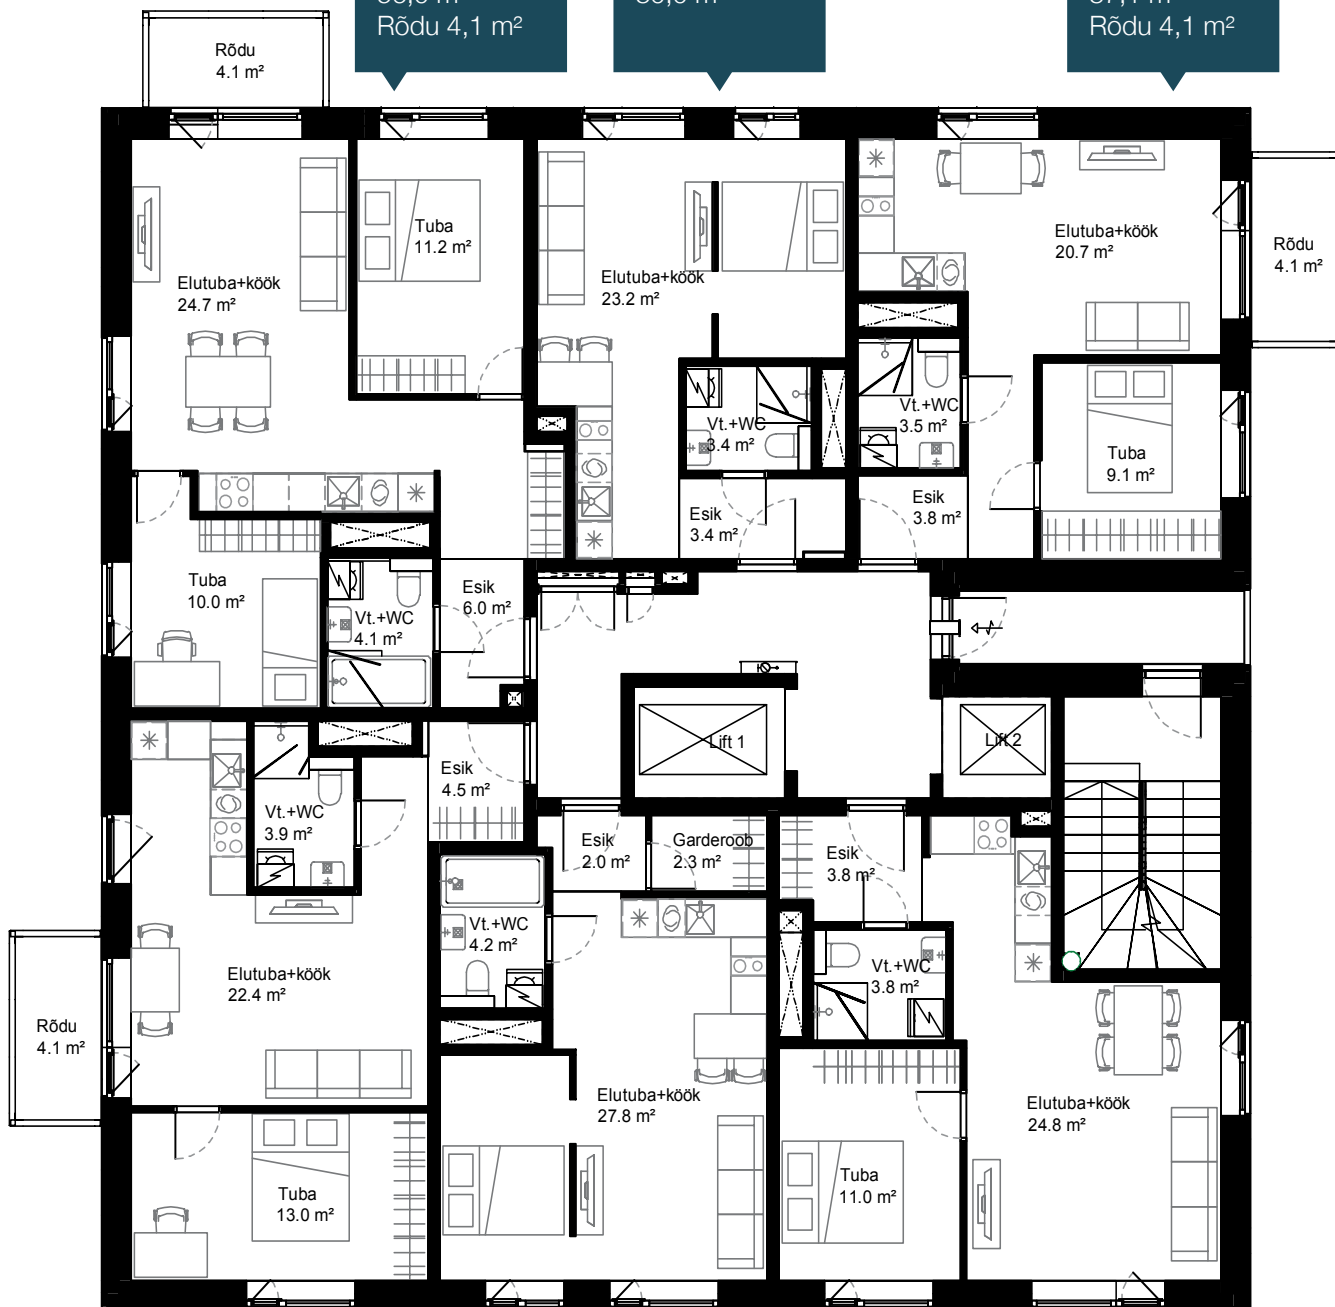 Rõdu 4,1 m²
Rõdu 4,1 m²
Rõdu
4.1 m²
Tuba
11.2 m²
Elutuba+köök
24.7 m²
Elutuba+köök
23.2 m²
Elutuba+köök
20.7 m²
Rõdu
4.1 m²
Vt.+WC
3.4 m²
Vt.+WC
3.5 m²
Tuba
9.1 m²
Esik
3.4 m²
Esik
3.8 m²
Tuba
10.0 m²
Vt.+WC
4.1 m²
Esik
6.0 m²
Lift 1
Lift 2
Esik
4.5 m²
Vt.+WC
3.9 m²
Esik
2.0 m²
Garderoob
2.3 m²
Esik
3.8 m²
Vt.+WC
4.2 m²
Vt.+WC
3.8 m²
Elutuba+köök
22.4 m²
Rõdu
4.1 m²
Elutuba+köök
27.8 m²
Elutuba+köök
24.8 m²
Tuba
13.0 m²
Tuba
11.0 m²